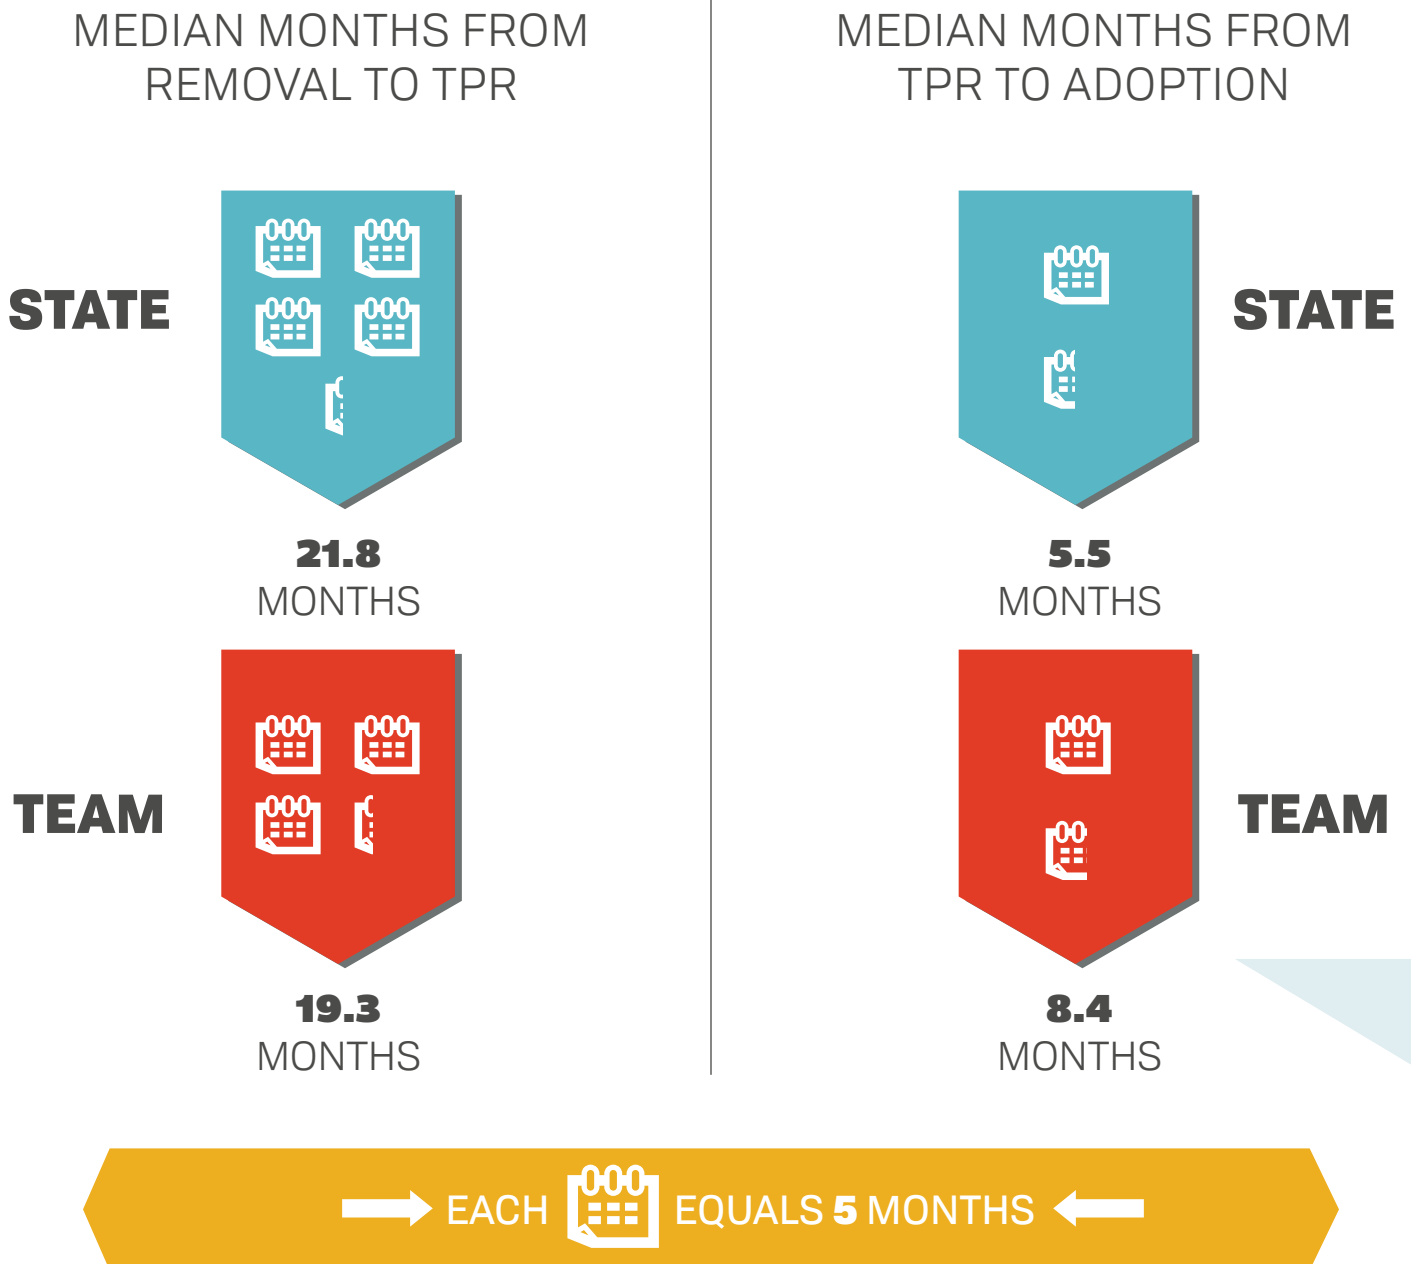 MEDIAN MONTHS FROM
REMOVAL TO TPR
STATE
21.8
MONTHS
TEAM
19.3
MONTHS
MEDIAN MONTHS FROM
TPR TO ADOPTION
STATE
5.5
MONTHS
TEAM
8.4
MONTHS
EACH EQUALS 5 MONTHS